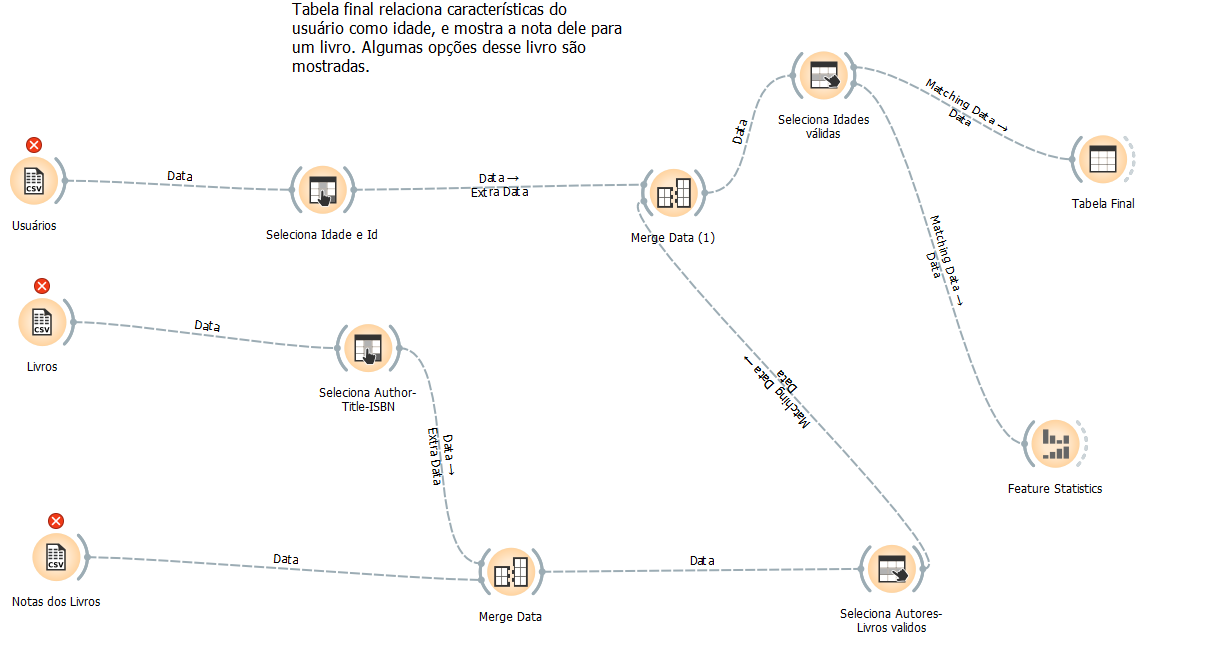 Tabela final relaciona características do
usuário como idade, e mostra a nota dele para
um livro. Algumas opções desse livro são
mostradas.
Matching Data →
Data
Seleciona Idades
válidas
Data
Data
Data →
Extra Data
Tabela Final
CSV
Usuários
Seleciona Idade e Id
Merge Data (1)
Matching Data →
Data
CSV
Data
Livros
Seleciona Author-
Title-ISBN
Matching Data →
Data
Data →
Extra Data
Feature Statistics
CSV
Data
Data
Notas dos Livros
Merge Data
Seleciona Autores-
Livros validos